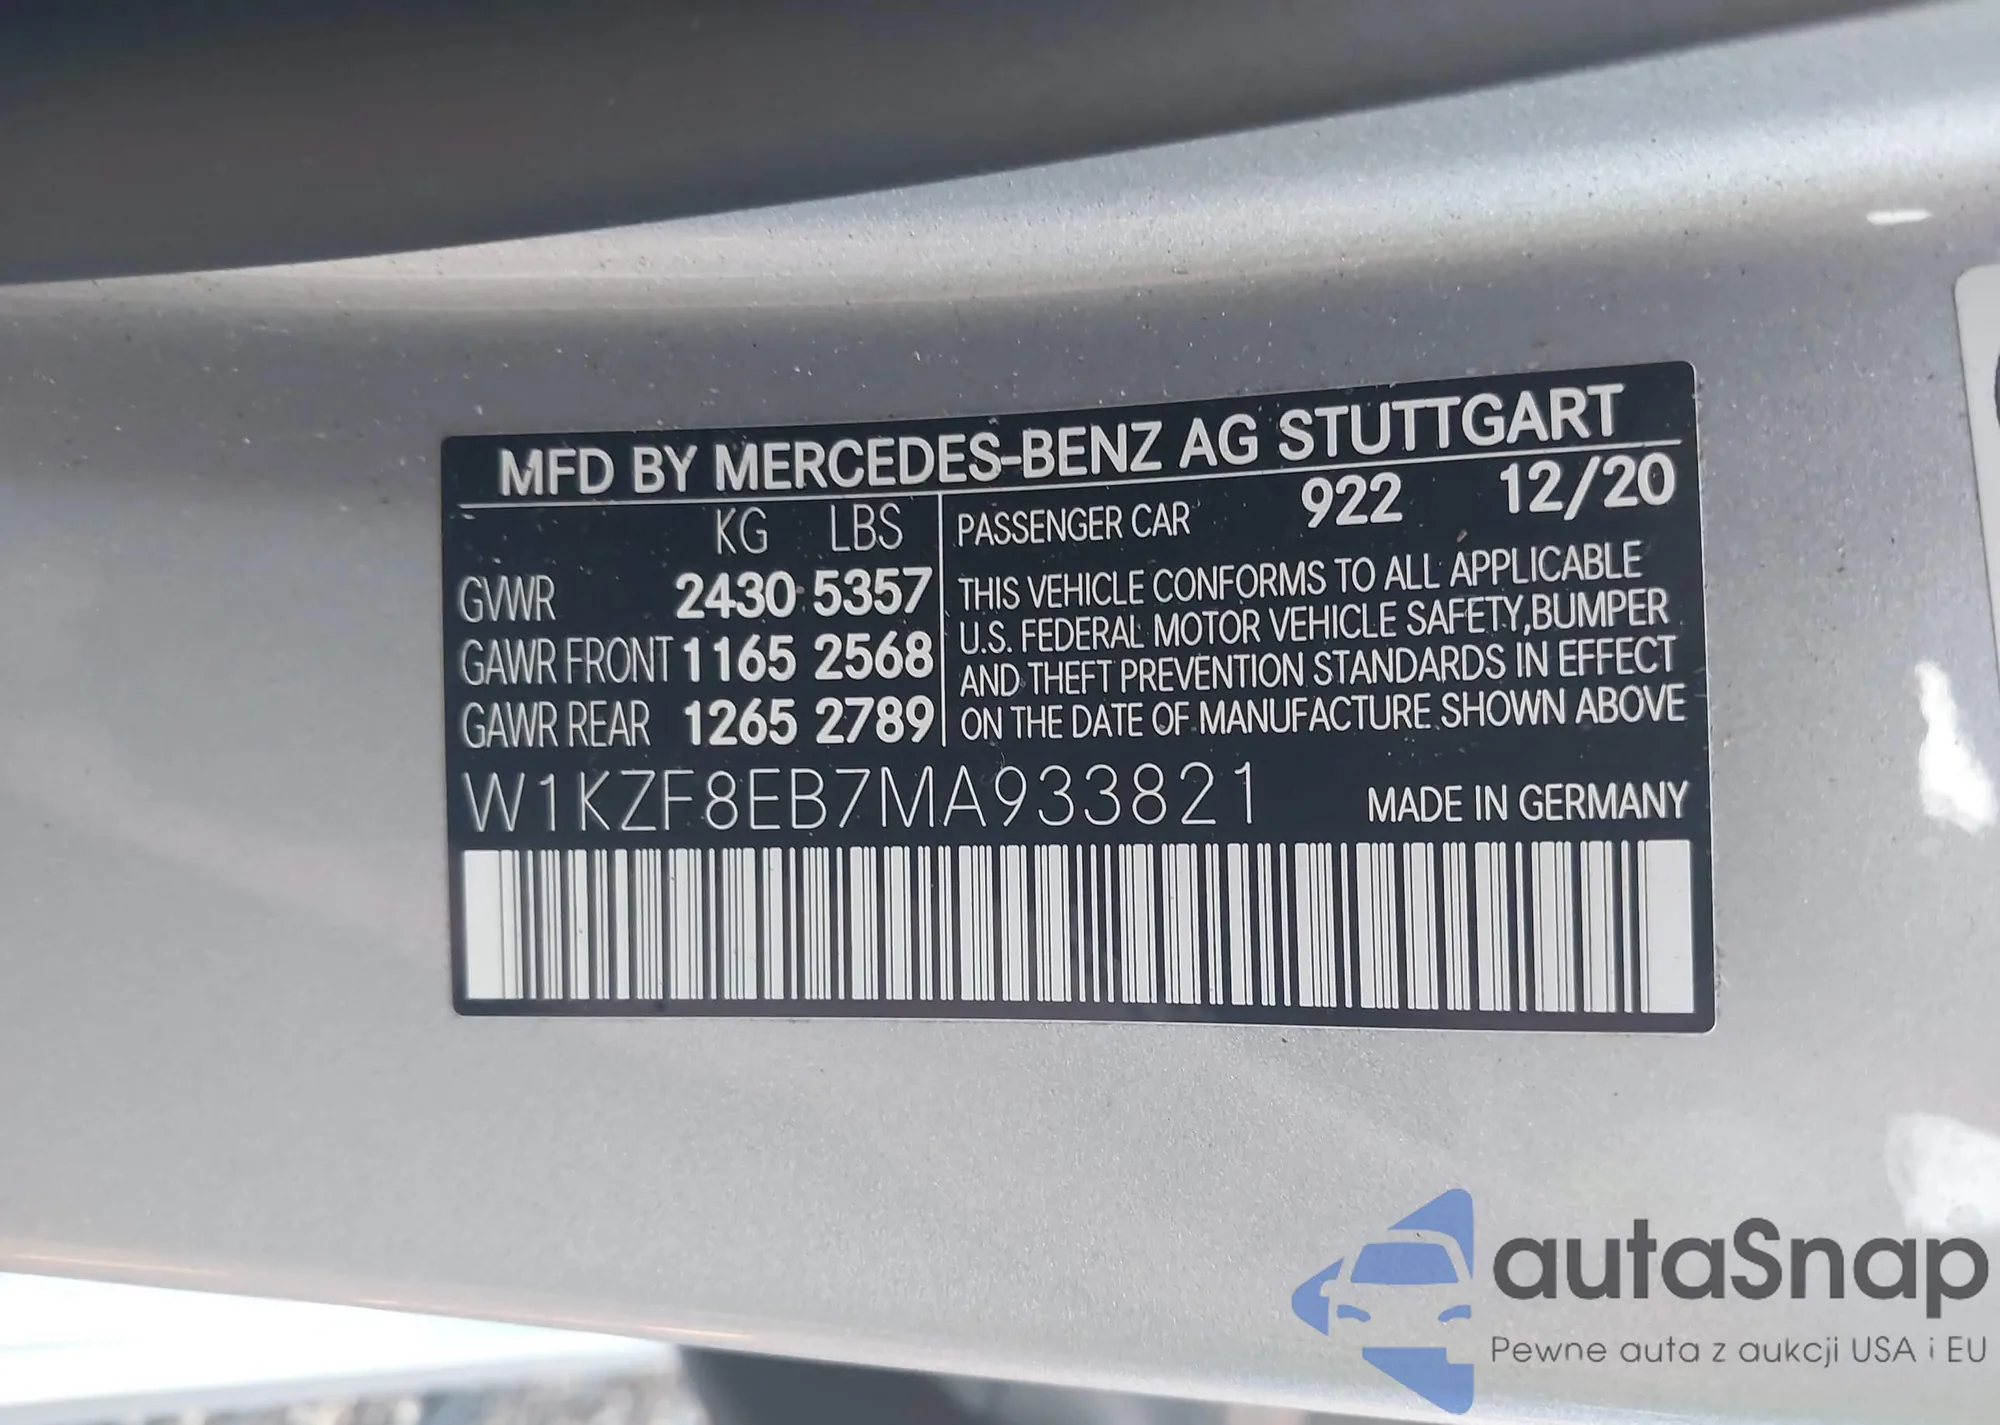 MFD BY MERCEDES-BENZ AG STUTTGART
KG LBS
GVWR 2430 5357
GAWR FRONT 1165 2568
GAWR REAR 1265 2789
PASSENGER CAR 922 12/20
THIS VEHICLE CONFORMS TO ALL APPLICABLE
U.S. FEDERAL MOTOR VEHICLE SAFETY, BUMPER
AND THEFT PREVENTION STANDARDS IN EFFECT
ON THE DATE OF MANUFACTURE SHOWN ABOVE
W1KZF8EB7MA933821
MADE IN GERMANY
autaSnap
Pewne auta z aukcji USA i EU